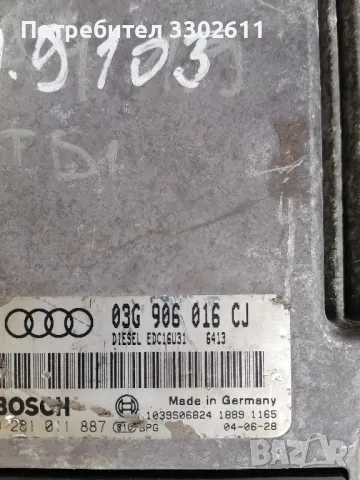 Потребител 3302611
.9103
TDI
03G 906 016 CJ
DIESEL EDC16U31 6413
BOSCH
Made in Germany
1039S06824 1889 1165
281 011 887
04-06-28
bazar